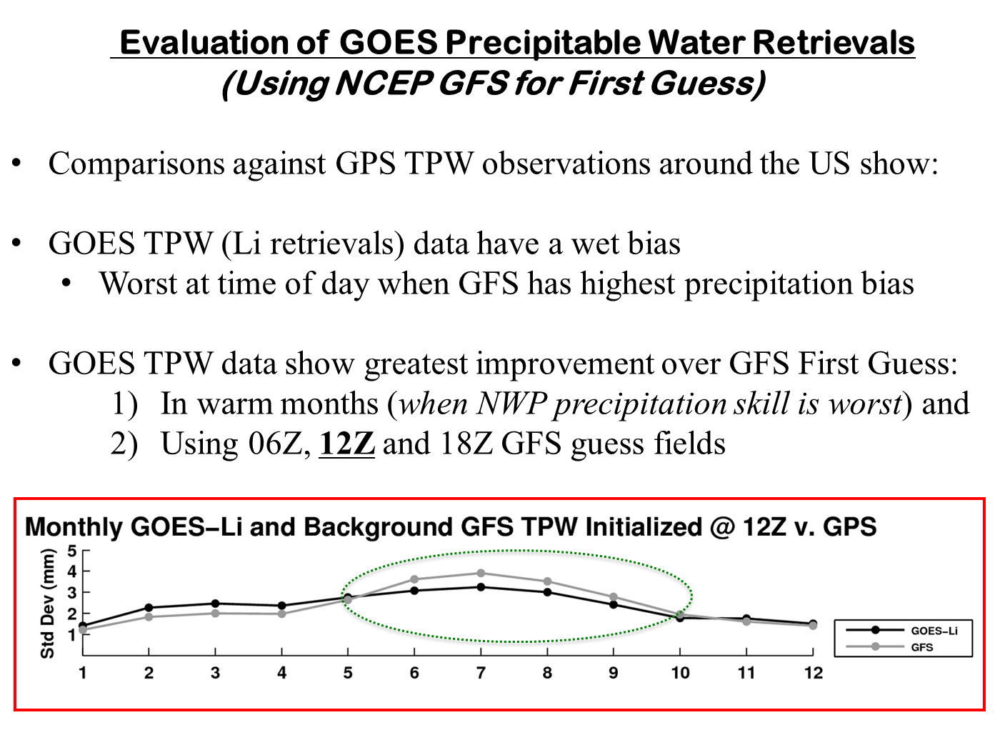 Evaluation of GOES Precipitable Water Retrievals
(Using NCEP GFS for First Guess)
• Comparisons against GPS TPW observations around the US show:
• GOES TPW (Li retrievals) data have a wet bias
• Worst at time of day when GFS has highest precipitation bias
• GOES TPW data show greatest improvement over GFS First Guess:
1) In warm months (when NWP precipitation skill is worst) and
2) Using 06Z, 12Z and 18Z GFS guess fields
Monthly GOES–Li and Background GFS TPW Initialized @ 12Z v. GPS
Std Dev (mm)
5
4
3
2
1
1 2 3 4 5 6 7 8 9 10 11 12
GOES–Li
GFS